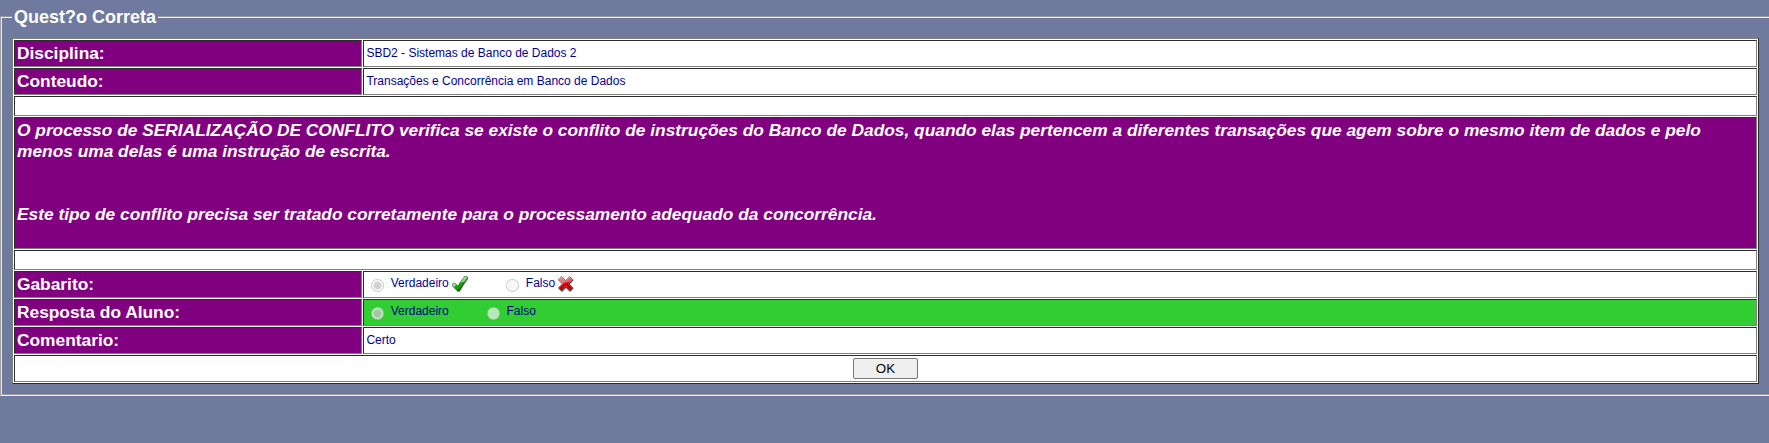 Quest?o Correta
Disciplina: SBD2 - Sistemas de Banco de Dados 2
Conteudo: Transações e Concorrência em Banco de Dados
O processo de SERIALIZAÇÃO DE CONFLITO verifica se existe o conflito de instruções do Banco de Dados, quando elas pertencem a diferentes transações que agem sobre o mesmo item de dados e pelo
menos uma delas é uma instrução de escrita.
Este tipo de conflito precisa ser tratado corretamente para o processamento adequado da concorrência.
Gabarito: Verdadeiro Falso
Resposta do Aluno: Verdadeiro Falso
Comentario: Certo
OK